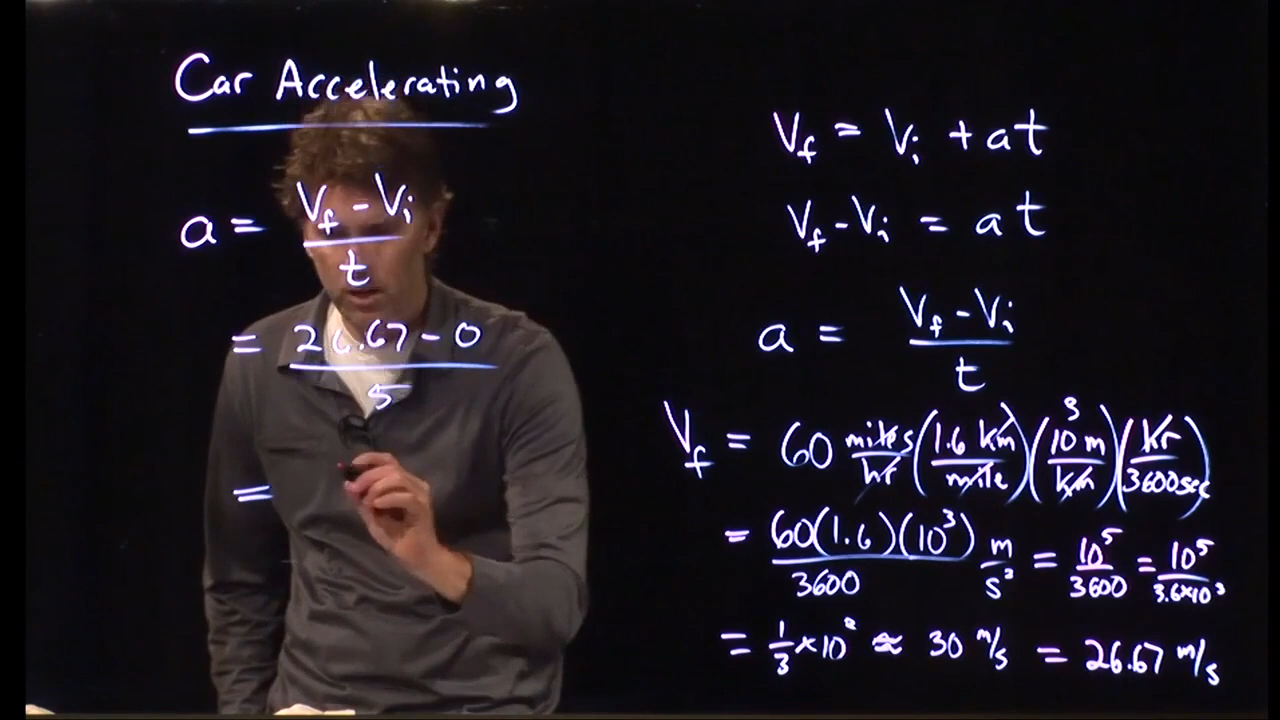 Car Accelerating
a = (Vf - Vi) / t
= (26.67 - 0) / 5
=
Vf = Vi + at
Vf - Vi = at
a = (Vf - Vi) / t
Vf = 60 miles/hr (1.6 km/mile)(10³ m/km)(hr/3600sec)
= 60(1.6)(10³)/3600 m/s² = 10⁵/3600 = 10⁵/3.6×10³
= 1/3 ×10² ≈ 30 m/s = 26.67 m/s